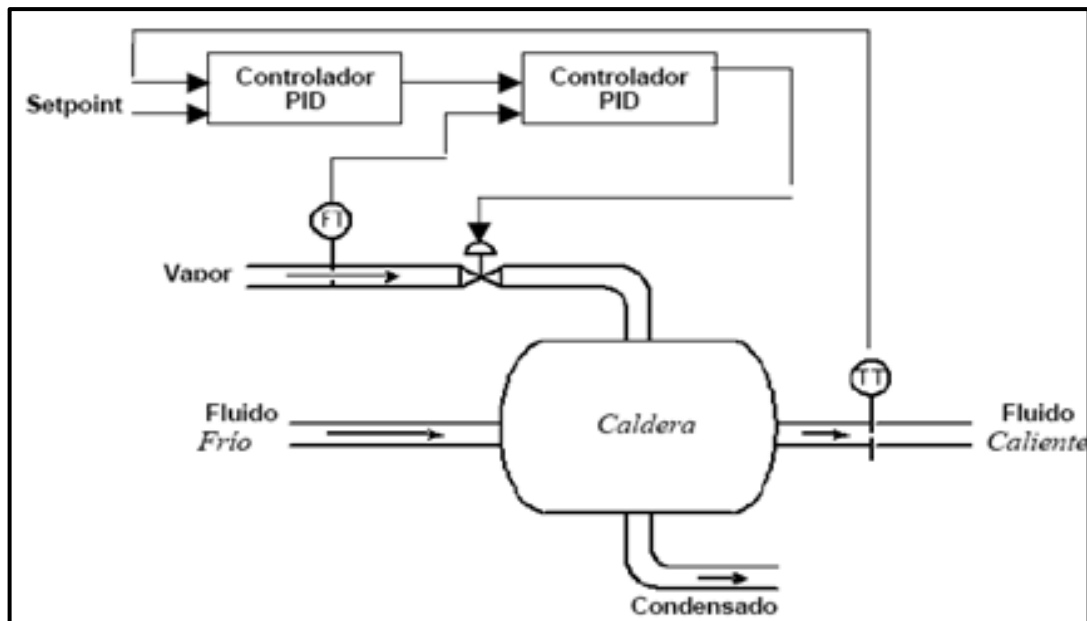 Controlador
PID
Controlador
PID
Setpoint
FT
Vapor
TT
Fluido
Frío
Caldera
Fluido
Caliente
Condensado